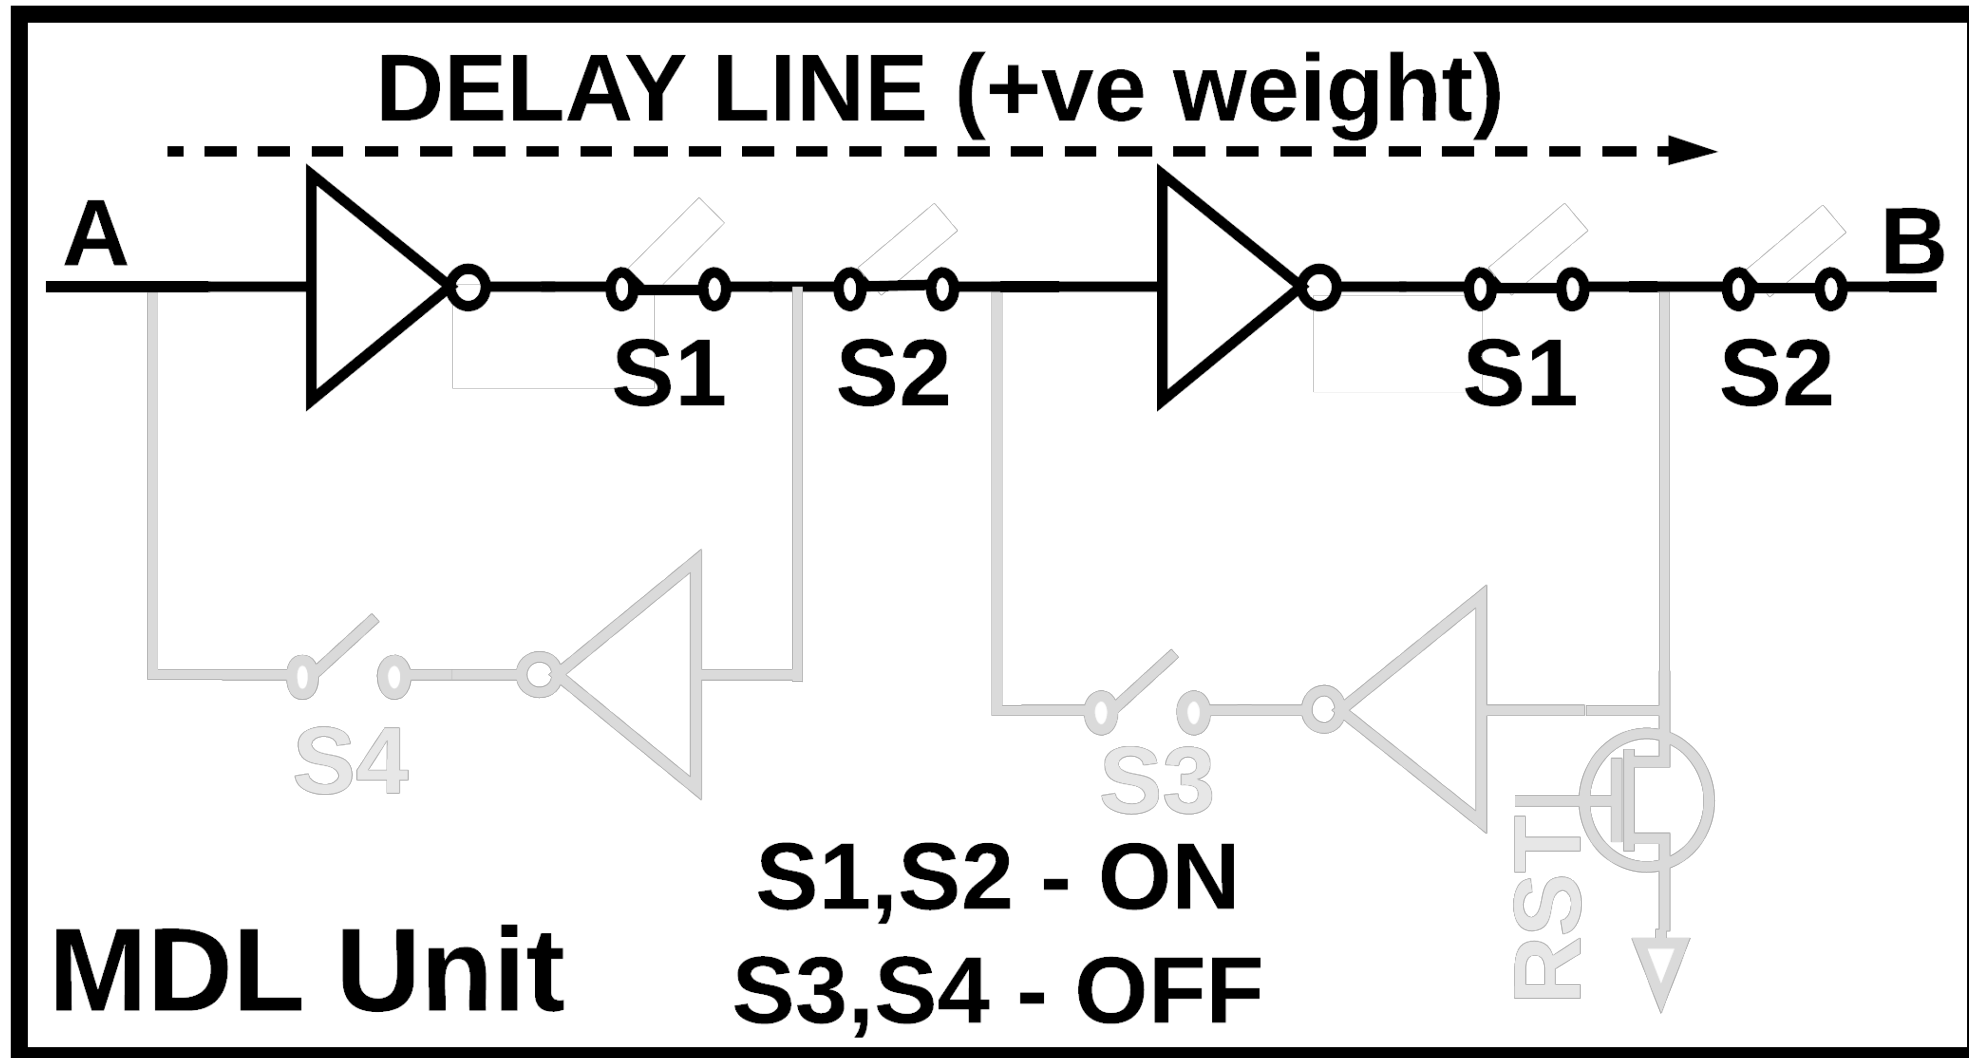 DELAY LINE (+ve weight)
A
B
S1
S2
S1
S2
S4
S3
S1,S2 - ON
RST
MDL Unit
S3,S4 - OFF